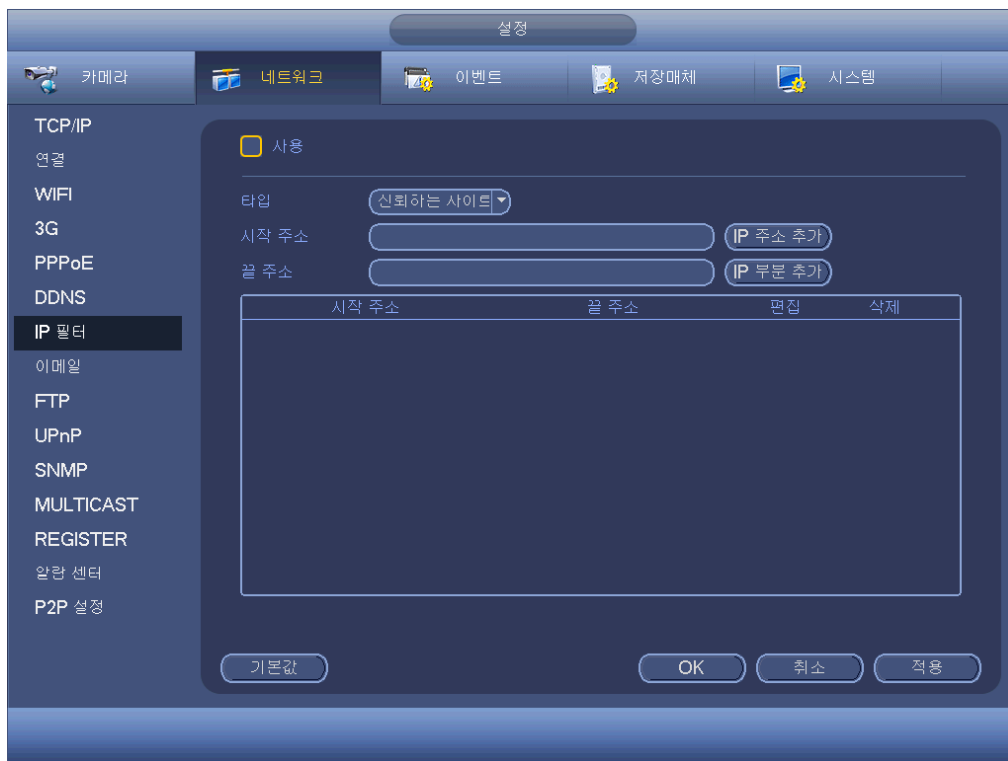 설정
카메라 네트워크 이벤트 저장매체 시스템
TCP/IP
연결
WIFI
3G
PPPoE
DDNS
IP 필터
이메일
FTP
UPnP
SNMP
MULTICAST
REGISTER
알람 센터
P2P 설정
사용
타입 신뢰하는 사이트
시작 주소 IP 주소 추가
끝 주소 IP 부분 추가
시작 주소 끝 주소 편집 삭제
기본값 OK 취소 적용